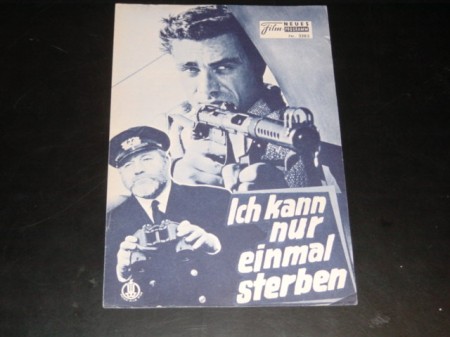 Film
NEUES
PROGRAMM
Ich kann
nur
einmal
sterben